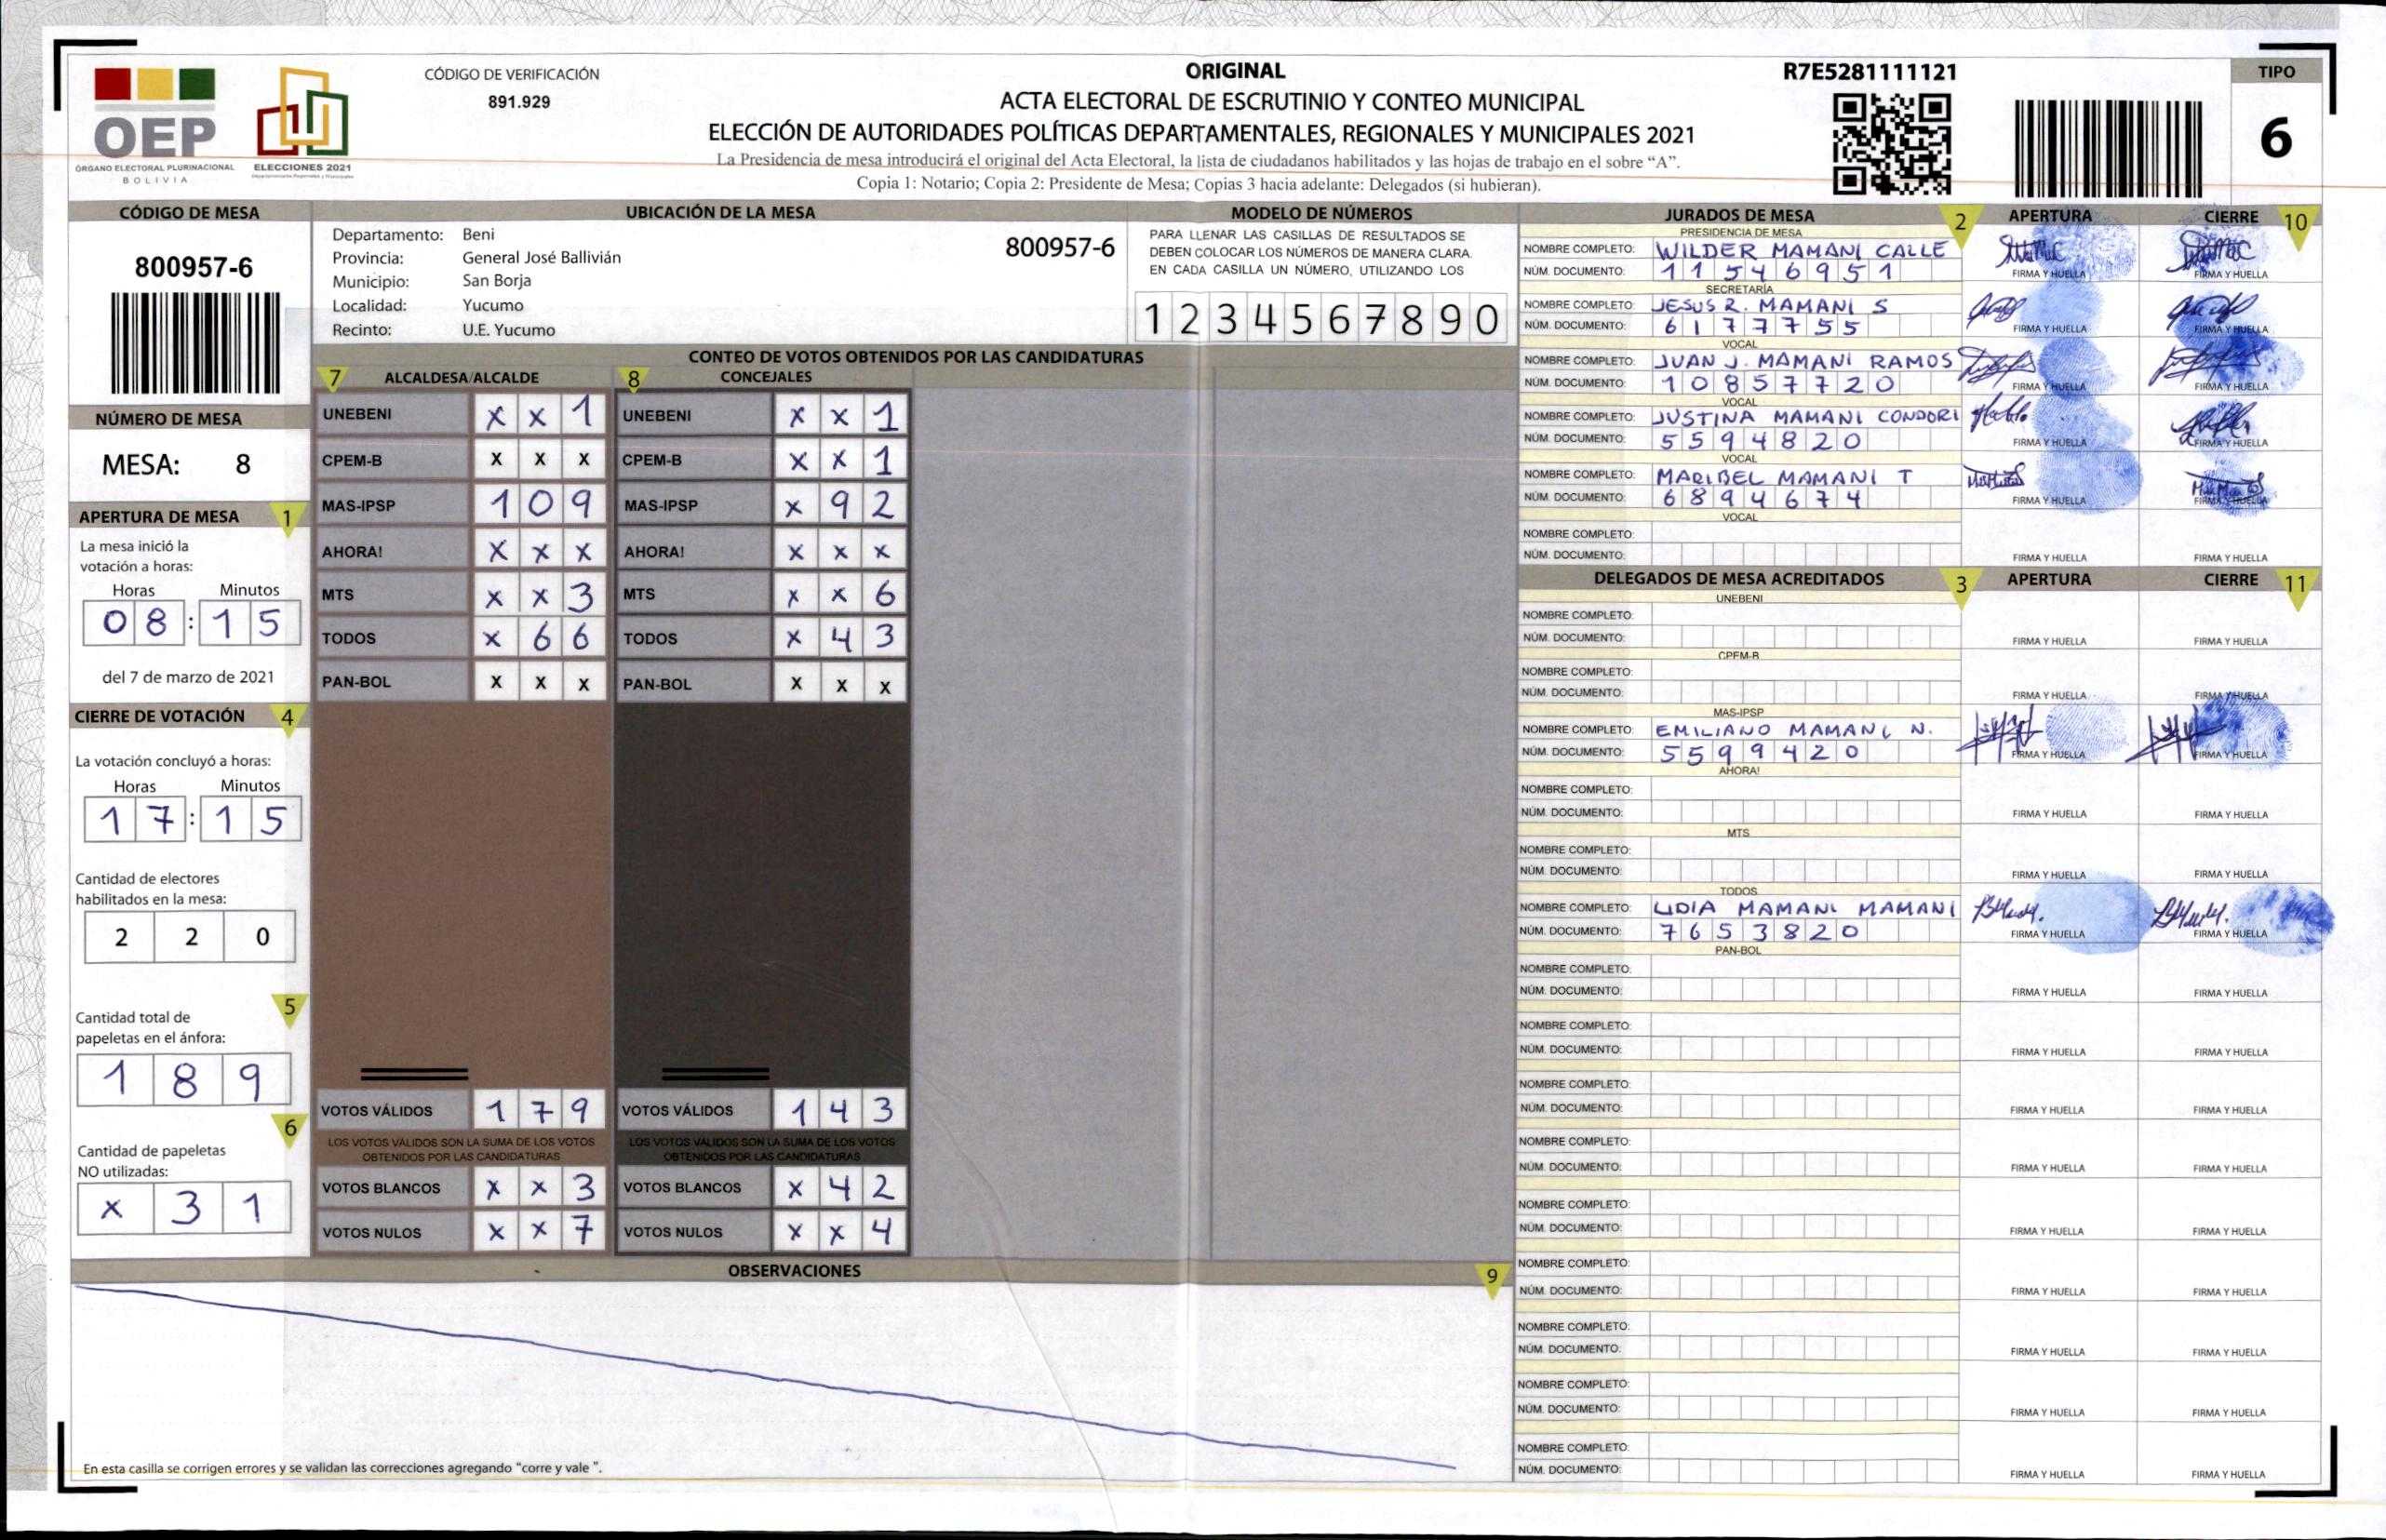 OEP
ÓRGANO ELECTORAL PLURINACIONAL
BOLIVIA
ELECCIONES 2021
CÓDIGO DE VERIFICACIÓN
891.929
ORIGINAL
ACTA ELECTORAL DE ESCRUTINIO Y CONTEO MUNICIPAL
ELECCIÓN DE AUTORIDADES POLÍTICAS DEPARTAMENTALES, REGIONALES Y MUNICIPALES 2021
La Presidencia de mesa introducirá el original del Acta Electoral, la lista de ciudadanos habilitados y las hojas de trabajo en el sobre “A”.
Copia 1: Notario; Copia 2: Presidente de Mesa; Copias 3 hacia adelante: Delegados (si hubieran).
R7E5281111121
TIPO
6
CÓDIGO DE MESA
800957-6
NÚMERO DE MESA
MESA: 8
APERTURA DE MESA 1
La mesa inició la
votación a horas:
Horas Minutos
08:15
del 7 de marzo de 2021
CIERRE DE VOTACIÓN 4
La votación concluyó a horas:
Horas Minutos
17:15
Cantidad de electores
habilitados en la mesa:
2 2 0
5
Cantidad total de
papeletas en el ánfora:
1 8 9
6
Cantidad de papeletas
NO utilizadas:
x 3 1
UBICACIÓN DE LA MESA
Departamento: Beni
Provincia: General José Ballivián
Municipio: San Borja
Localidad: Yucumo
Recinto: U.E. Yucumo
800957-6
MODELO DE NÚMEROS
PARA LLENAR LAS CASILLAS DE RESULTADOS SE
DEBEN COLOCAR LOS NÚMEROS DE MANERA CLARA.
EN CADA CASILLA UN NÚMERO, UTILIZANDO LOS
1 2 3 4 5 6 7 8 9 0
CONTEO DE VOTOS OBTENIDOS POR LAS CANDIDATURAS
7 ALCALDESA/ALCALDE 8 CONCEJALES
UNEBENI x x 1 UNEBENI x x 1
CPEM-B X X X CPEM-B x x 1
MAS-IPSP 1 0 9 MAS-IPSP x 9 2
AHORA! X X X AHORA! X X X
MTS x x 3 MTS x x 6
TODOS x 6 6 TODOS x 4 3
PAN-BOL X X X PAN-BOL X X X
VOTOS VÁLIDOS 1 7 9 VOTOS VÁLIDOS 1 4 3
LOS VOTOS VÁLIDOS SON LA SUMA DE LOS VOTOS OBTENIDOS POR LAS CANDIDATURAS LOS VOTOS VÁLIDOS SON LA SUMA DE LOS VOTOS OBTENIDOS POR LAS CANDIDATURAS
VOTOS BLANCOS x x 3 VOTOS BLANCOS x 4 2
VOTOS NULOS x x 7 VOTOS NULOS x x 4
OBSERVACIONES 9
En esta casilla se corrigen errores y se validan las correcciones agregando “corre y vale ”.
JURADOS DE MESA 2 APERTURA CIERRE 10
PRESIDENCIA DE MESA
NOMBRE COMPLETO: WILDER MAMANI CALLE
NÚM. DOCUMENTO: 11546951 FIRMA Y HUELLA FIRMA Y HUELLA
SECRETARÍA
NOMBRE COMPLETO: JESUS R. MAMANI S
NÚM. DOCUMENTO: 6177755 FIRMA Y HUELLA FIRMA Y HUELLA
VOCAL
NOMBRE COMPLETO: JUAN J. MAMANI RAMOS
NÚM. DOCUMENTO: 10857720 FIRMA Y HUELLA FIRMA Y HUELLA
VOCAL
NOMBRE COMPLETO: JUSTINA MAMANI CONDORI
NÚM. DOCUMENTO: 5594820 FIRMA Y HUELLA FIRMA Y HUELLA
VOCAL
NOMBRE COMPLETO: MARIBEL MAMANI T
NÚM. DOCUMENTO: 6894674 FIRMA Y HUELLA FIRMA Y HUELLA
VOCAL
NOMBRE COMPLETO:
NÚM. DOCUMENTO: FIRMA Y HUELLA FIRMA Y HUELLA
DELEGADOS DE MESA ACREDITADOS 3 APERTURA CIERRE 11
UNEBENI
NOMBRE COMPLETO:
NÚM. DOCUMENTO: FIRMA Y HUELLA FIRMA Y HUELLA
CPEM-B
NOMBRE COMPLETO:
NÚM. DOCUMENTO: FIRMA Y HUELLA FIRMA Y HUELLA
MAS-IPSP
NOMBRE COMPLETO: EMILIANO MAMANI N.
NÚM. DOCUMENTO: 5599420 FIRMA Y HUELLA FIRMA Y HUELLA
AHORA!
NOMBRE COMPLETO:
NÚM. DOCUMENTO: FIRMA Y HUELLA FIRMA Y HUELLA
MTS
NOMBRE COMPLETO:
NÚM. DOCUMENTO: FIRMA Y HUELLA FIRMA Y HUELLA
TODOS
NOMBRE COMPLETO: LIDIA MAMANI MAMANI
NÚM. DOCUMENTO: 7653820 FIRMA Y HUELLA FIRMA Y HUELLA
PAN-BOL
NOMBRE COMPLETO:
NÚM. DOCUMENTO: FIRMA Y HUELLA FIRMA Y HUELLA
NOMBRE COMPLETO:
NÚM. DOCUMENTO: FIRMA Y HUELLA FIRMA Y HUELLA
NOMBRE COMPLETO:
NÚM. DOCUMENTO: FIRMA Y HUELLA FIRMA Y HUELLA
NOMBRE COMPLETO:
NÚM. DOCUMENTO: FIRMA Y HUELLA FIRMA Y HUELLA
NOMBRE COMPLETO:
NÚM. DOCUMENTO: FIRMA Y HUELLA FIRMA Y HUELLA
NOMBRE COMPLETO:
NÚM. DOCUMENTO: FIRMA Y HUELLA FIRMA Y HUELLA
NOMBRE COMPLETO:
NÚM. DOCUMENTO: FIRMA Y HUELLA FIRMA Y HUELLA
NOMBRE COMPLETO:
NÚM. DOCUMENTO: FIRMA Y HUELLA FIRMA Y HUELLA
NOMBRE COMPLETO:
NÚM. DOCUMENTO: FIRMA Y HUELLA FIRMA Y HUELLA